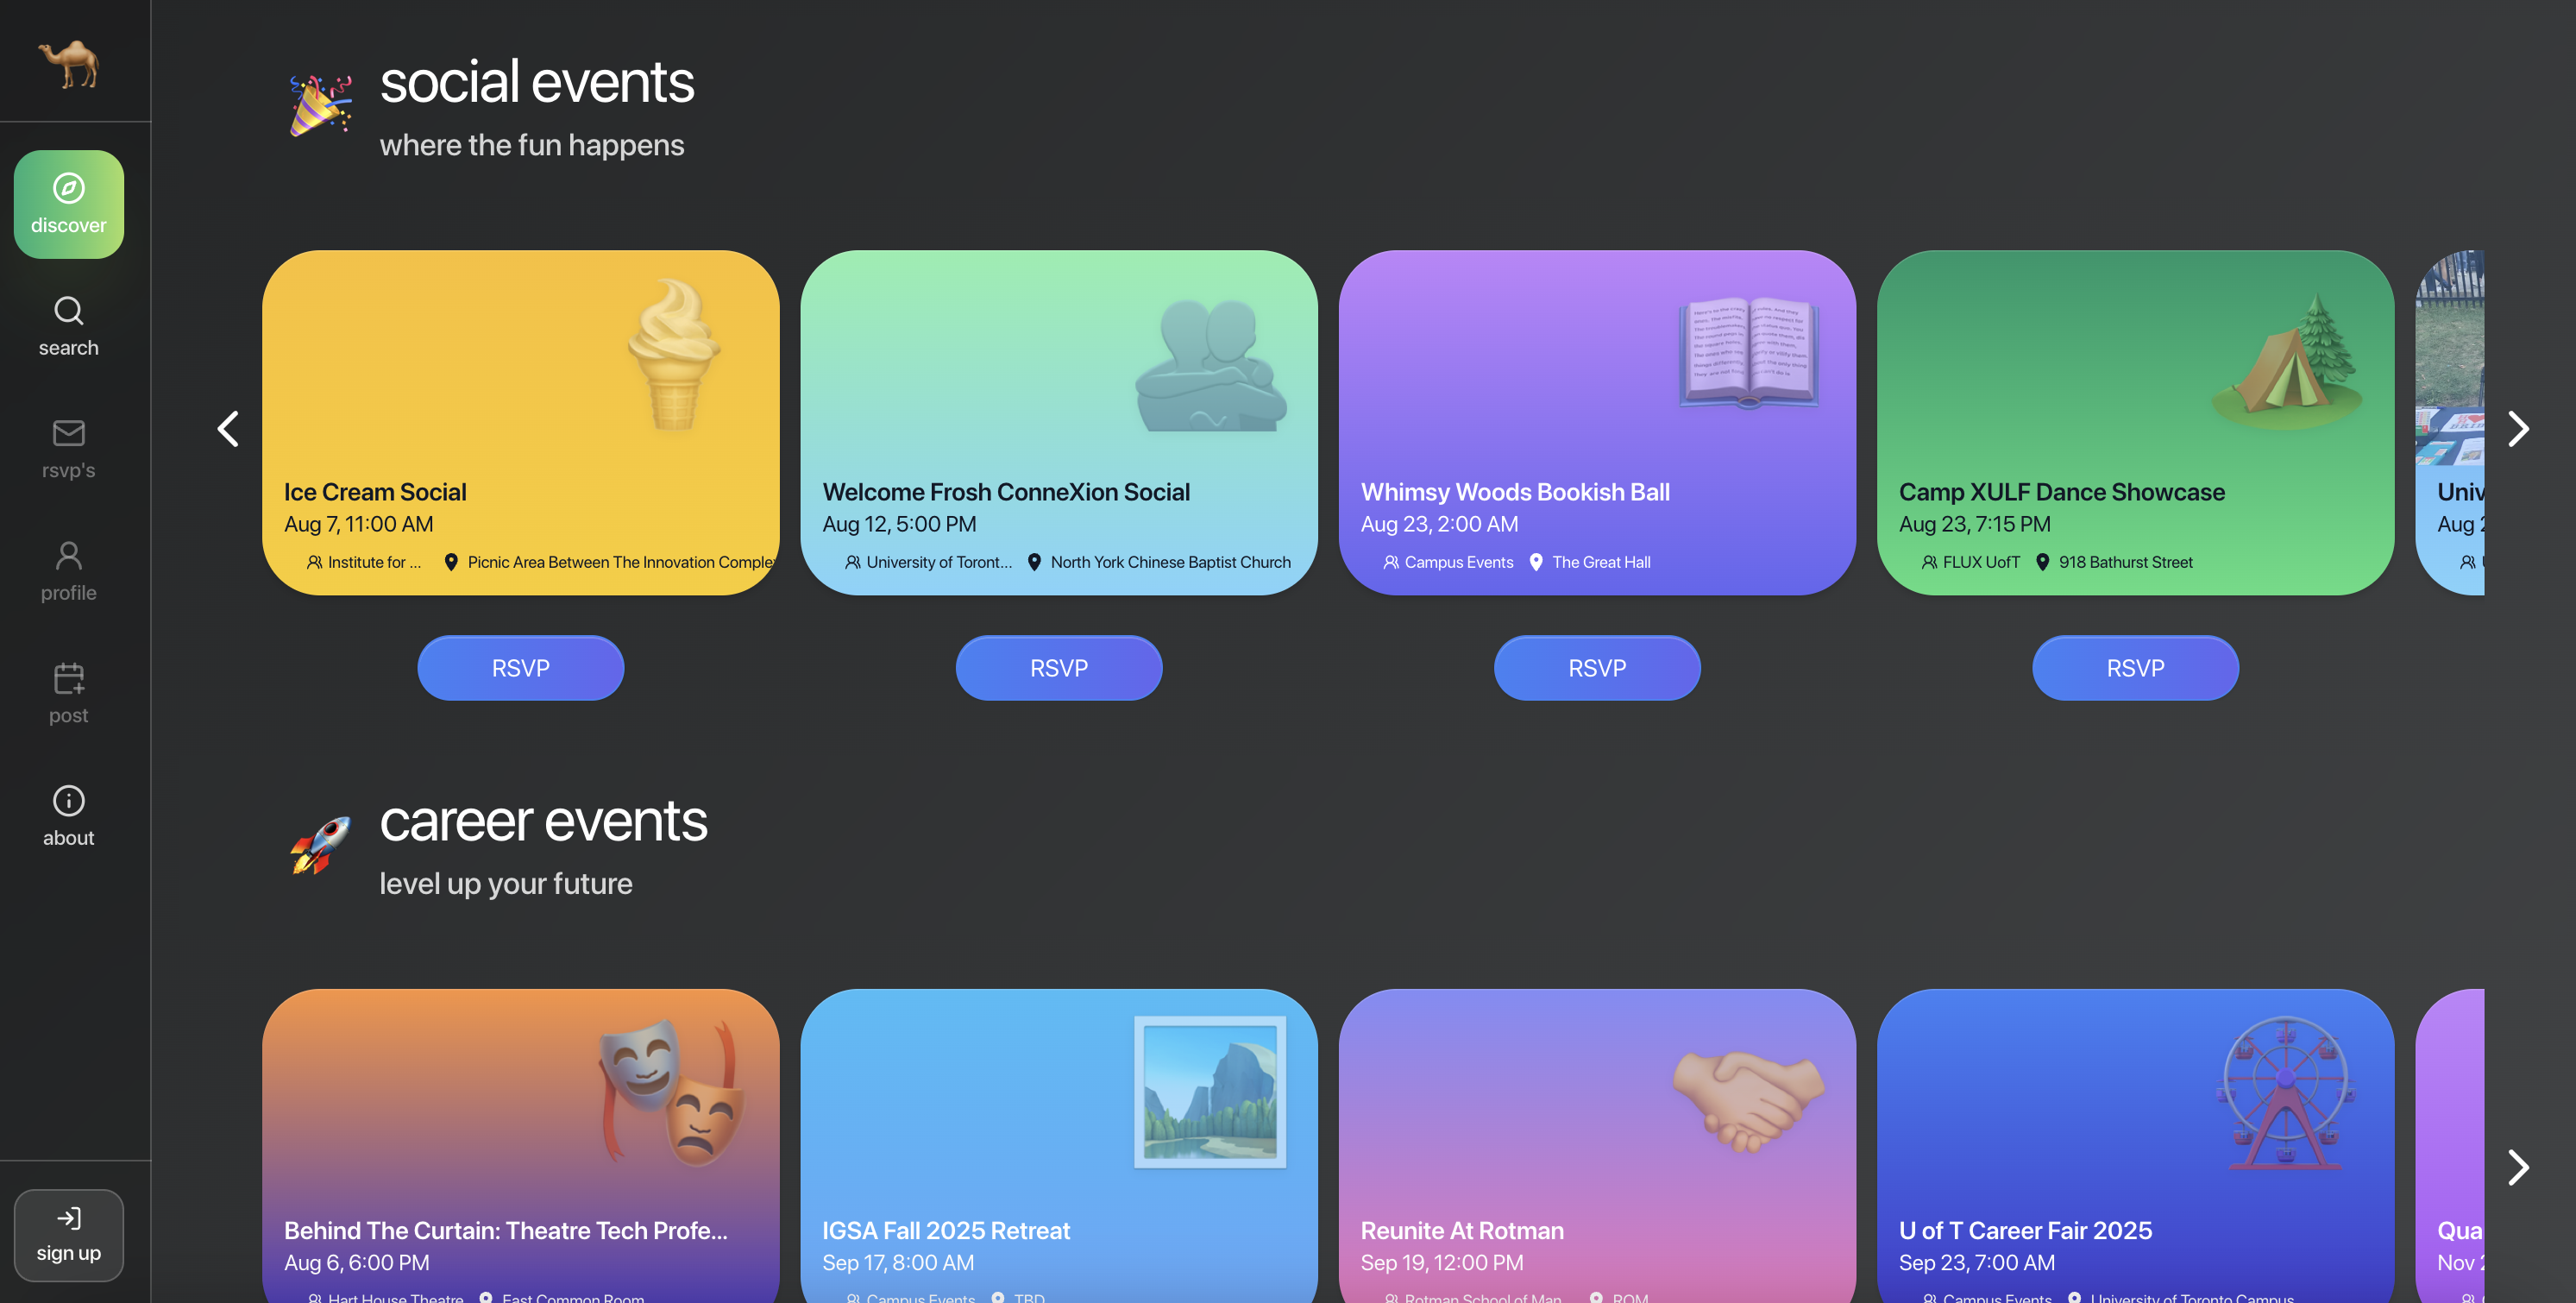 social events
where the fun happens
discover
search
rsvp's
profile
post
about
sign up
Ice Cream Social
Aug 7, 11:00 AM
Institute for ... Picnic Area Between The Innovation Comple
Welcome Frosh ConneXion Social
Aug 12, 5:00 PM
University of Toront... North York Chinese Baptist Church
Whimsy Woods Bookish Ball
Aug 23, 2:00 AM
Campus Events The Great Hall
Camp XULF Dance Showcase
Aug 23, 7:15 PM
FLUX UofT 918 Bathurst Street
Univ
Aug 2
RSVP
RSVP
RSVP
RSVP
career events
level up your future
Behind The Curtain: Theatre Tech Profe...
Aug 6, 6:00 PM
Hart House Theatre East Common Room
IGSA Fall 2025 Retreat
Sep 17, 8:00 AM
Campus Events TBD
Reunite At Rotman
Sep 19, 12:00 PM
Rotman School of Man... ROM
U of T Career Fair 2025
Sep 23, 7:00 AM
Campus Events University of Toronto Campus
Qua
Nov 2